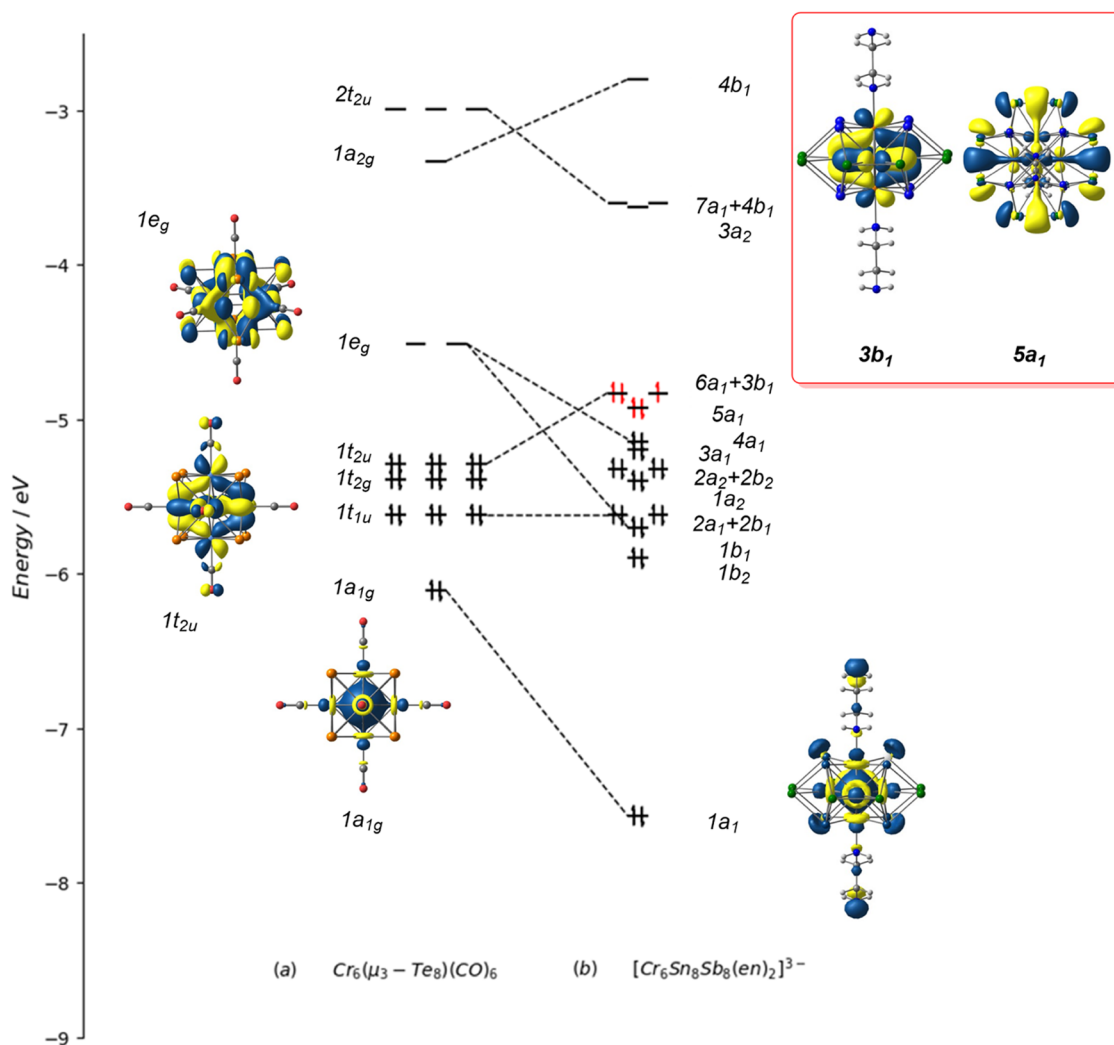 2t2u
4b1
-3
1a2g
7a1+4b1
3a2
3b1
5a1
1eg
-4
1eg
6a1+3b1
-5
5a1
1t2u
4a1
3a1
1t2g
2a2+2b2
1a2
1t1u
2a1+2b1
1b1
-6
1b2
1a1g
1t2u
Energy / eV
-7
1a1g
1a1
-8
(a) Cr6(μ3 − Te8)(CO)6
(b) [Cr6Sn8Sb8(en)2]3−
-9